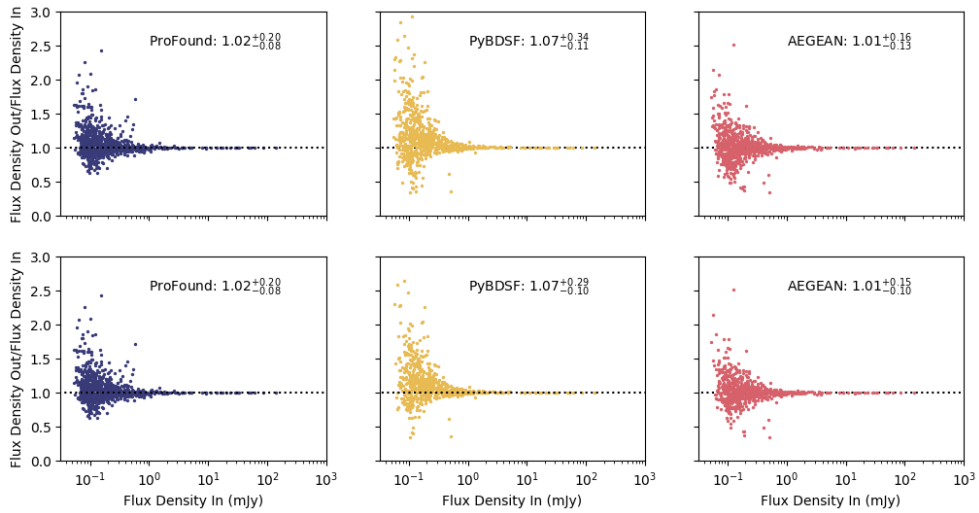 ProFound: 1.02^{+0.20}_{-0.08}
PyBDSF: 1.07^{+0.34}_{-0.11}
AEGEAN: 1.01^{+0.16}_{-0.13}
Flux Density Out/Flux Density In
3.0
2.5
2.0
1.5
1.0
0.5
0.0
ProFound: 1.02^{+0.20}_{-0.08}
PyBDSF: 1.07^{+0.29}_{-0.10}
AEGEAN: 1.01^{+0.15}_{-0.10}
Flux Density Out/Flux Density In
3.0
2.5
2.0
1.5
1.0
0.5
0.0
10^{-1} 10^{0} 10^{1} 10^{2} 10^{3}
10^{-1} 10^{0} 10^{1} 10^{2} 10^{3}
10^{-1} 10^{0} 10^{1} 10^{2} 10^{3}
Flux Density In (mJy)
Flux Density In (mJy)
Flux Density In (mJy)